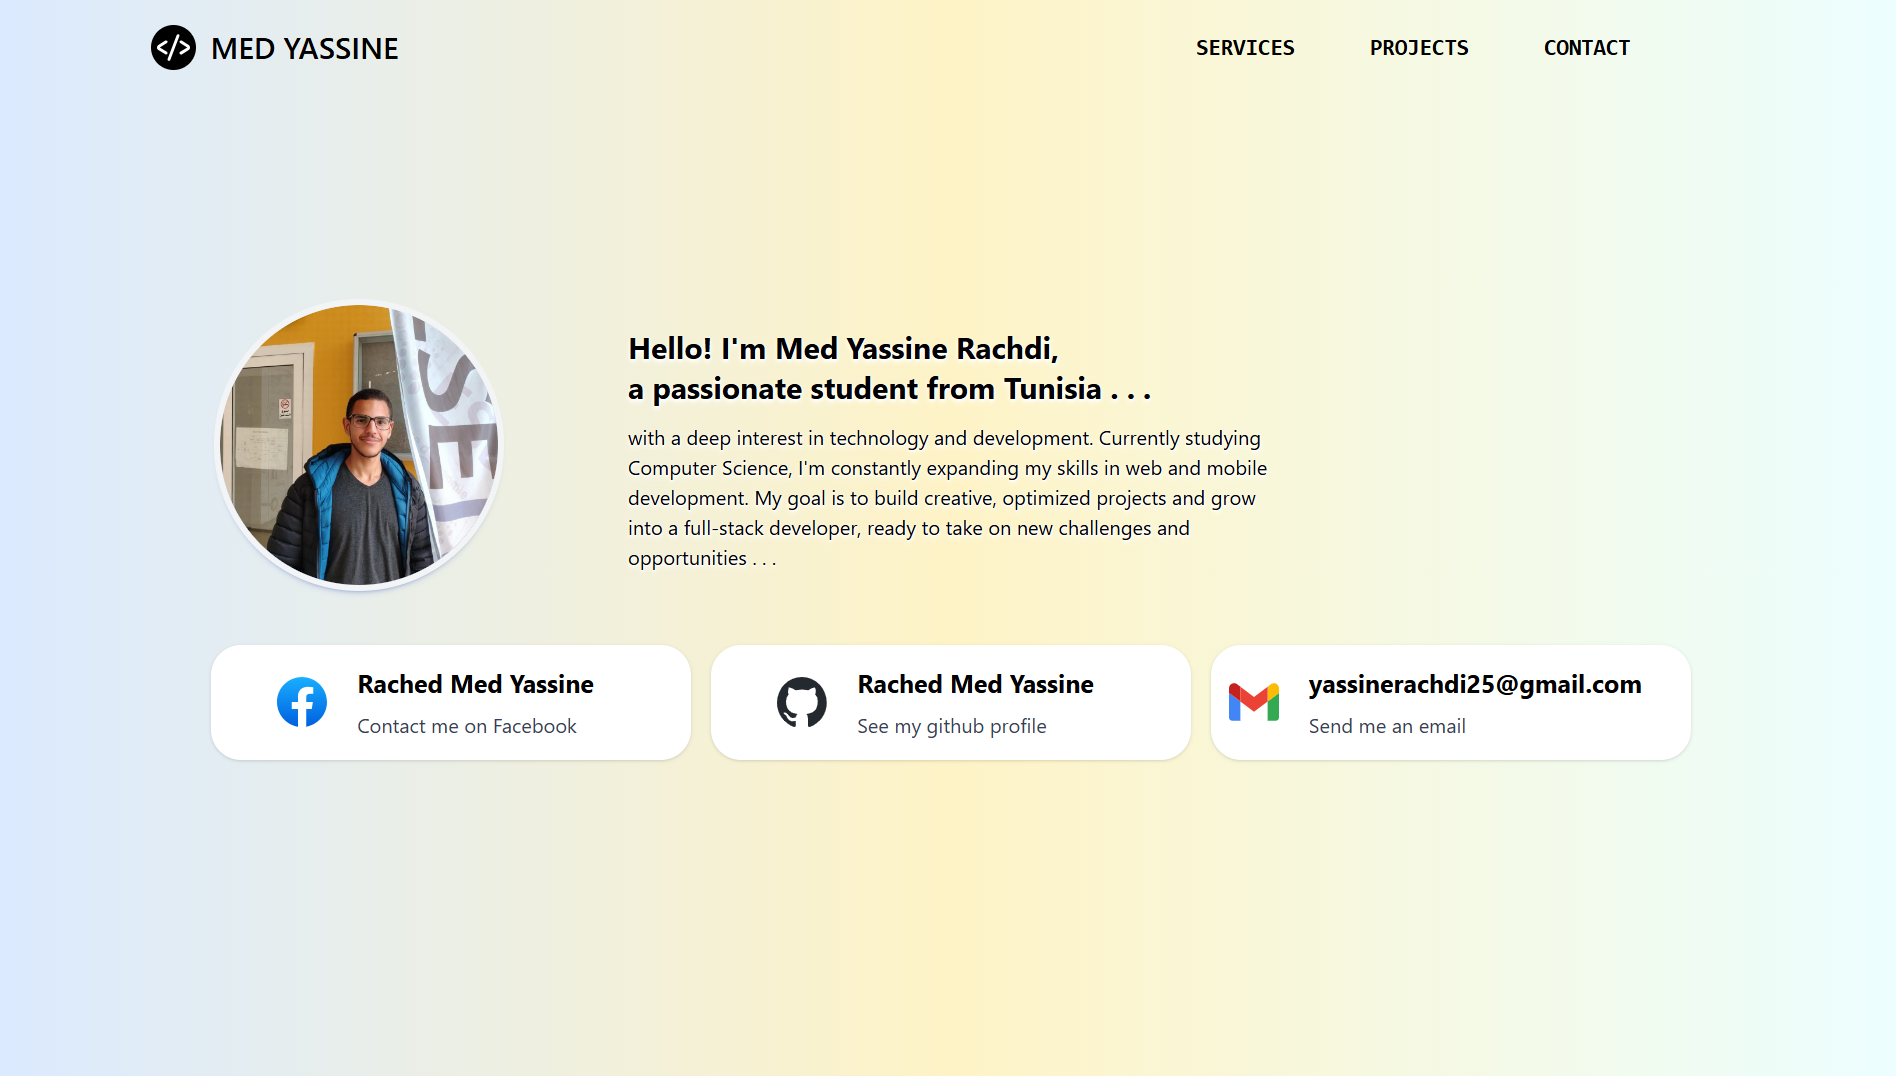 </> MED YASSINE
SERVICES PROJECTS CONTACT
Hello! I'm Med Yassine Rachdi,
a passionate student from Tunisia . . .
with a deep interest in technology and development. Currently studying
Computer Science, I'm constantly expanding my skills in web and mobile
development. My goal is to build creative, optimized projects and grow
into a full-stack developer, ready to take on new challenges and
opportunities . . .
Rached Med Yassine
Contact me on Facebook
Rached Med Yassine
See my github profile
yassinerachdi25@gmail.com
Send me an email